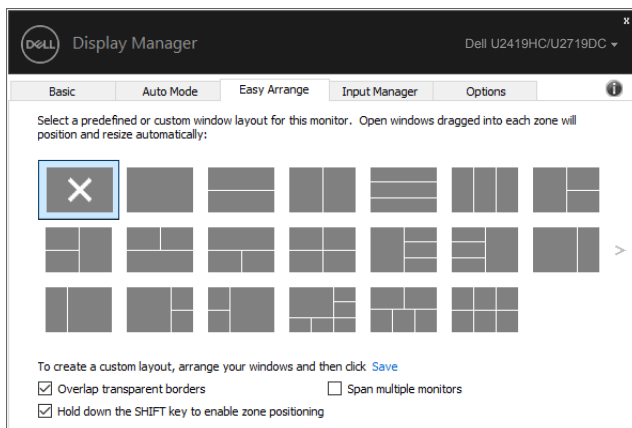 x
DELL Display Manager Dell U2419HC/U2719DC
Basic Auto Mode Easy Arrange Input Manager Options
Select a predefined or custom window layout for this monitor. Open windows dragged into each zone will
position and resize automatically:
>
To create a custom layout, arrange your windows and then click Save
Overlap transparent borders Span multiple monitors
Hold down the SHIFT key to enable zone positioning